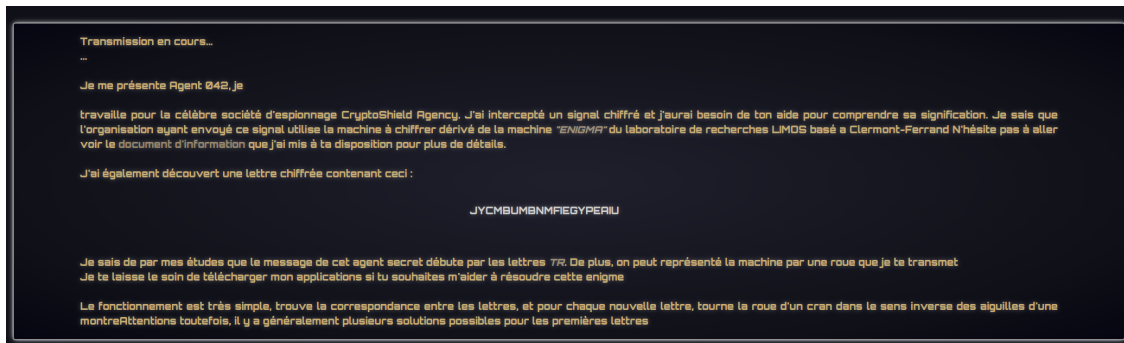 Transmission en cours...
...
Je me présente Agent 042, je
travaille pour la célèbre société d'espionnage CryptoShield Agency. J'ai intercepté un signal chiffré et j'aurai besoin de ton aide pour comprendre sa signification. Je sais que
l'organisation ayant envoyé ce signal utilise la machine à chiffrer dérivé de la machine "ENIGMA" du laboratoire de recherches LIMOS basé a Clermont-Ferrand N'hésite pas à aller
voir le document d'information que j'ai mis à ta disposition pour plus de détails.
J'ai également découvert une lettre chiffrée contenant ceci :
JYCMBUMBNMFIEGYPERIU
Je sais de par mes études que le message de cet agent secret débute par les lettres TR. De plus, on peut représenté la machine par une roue que je te transmet
Je te laisse le soin de télécharger mon applications si tu souhaites m'aider à résoudre cette enigme
Le fonctionnement est très simple, trouve la correspondance entre les lettres, et pour chaque nouvelle lettre, tourne la roue d'un cran dans le sens inverse des aiguilles d'une
montreAttentions toutefois, il y a généralement plusieurs solutions possibles pour les premières lettres